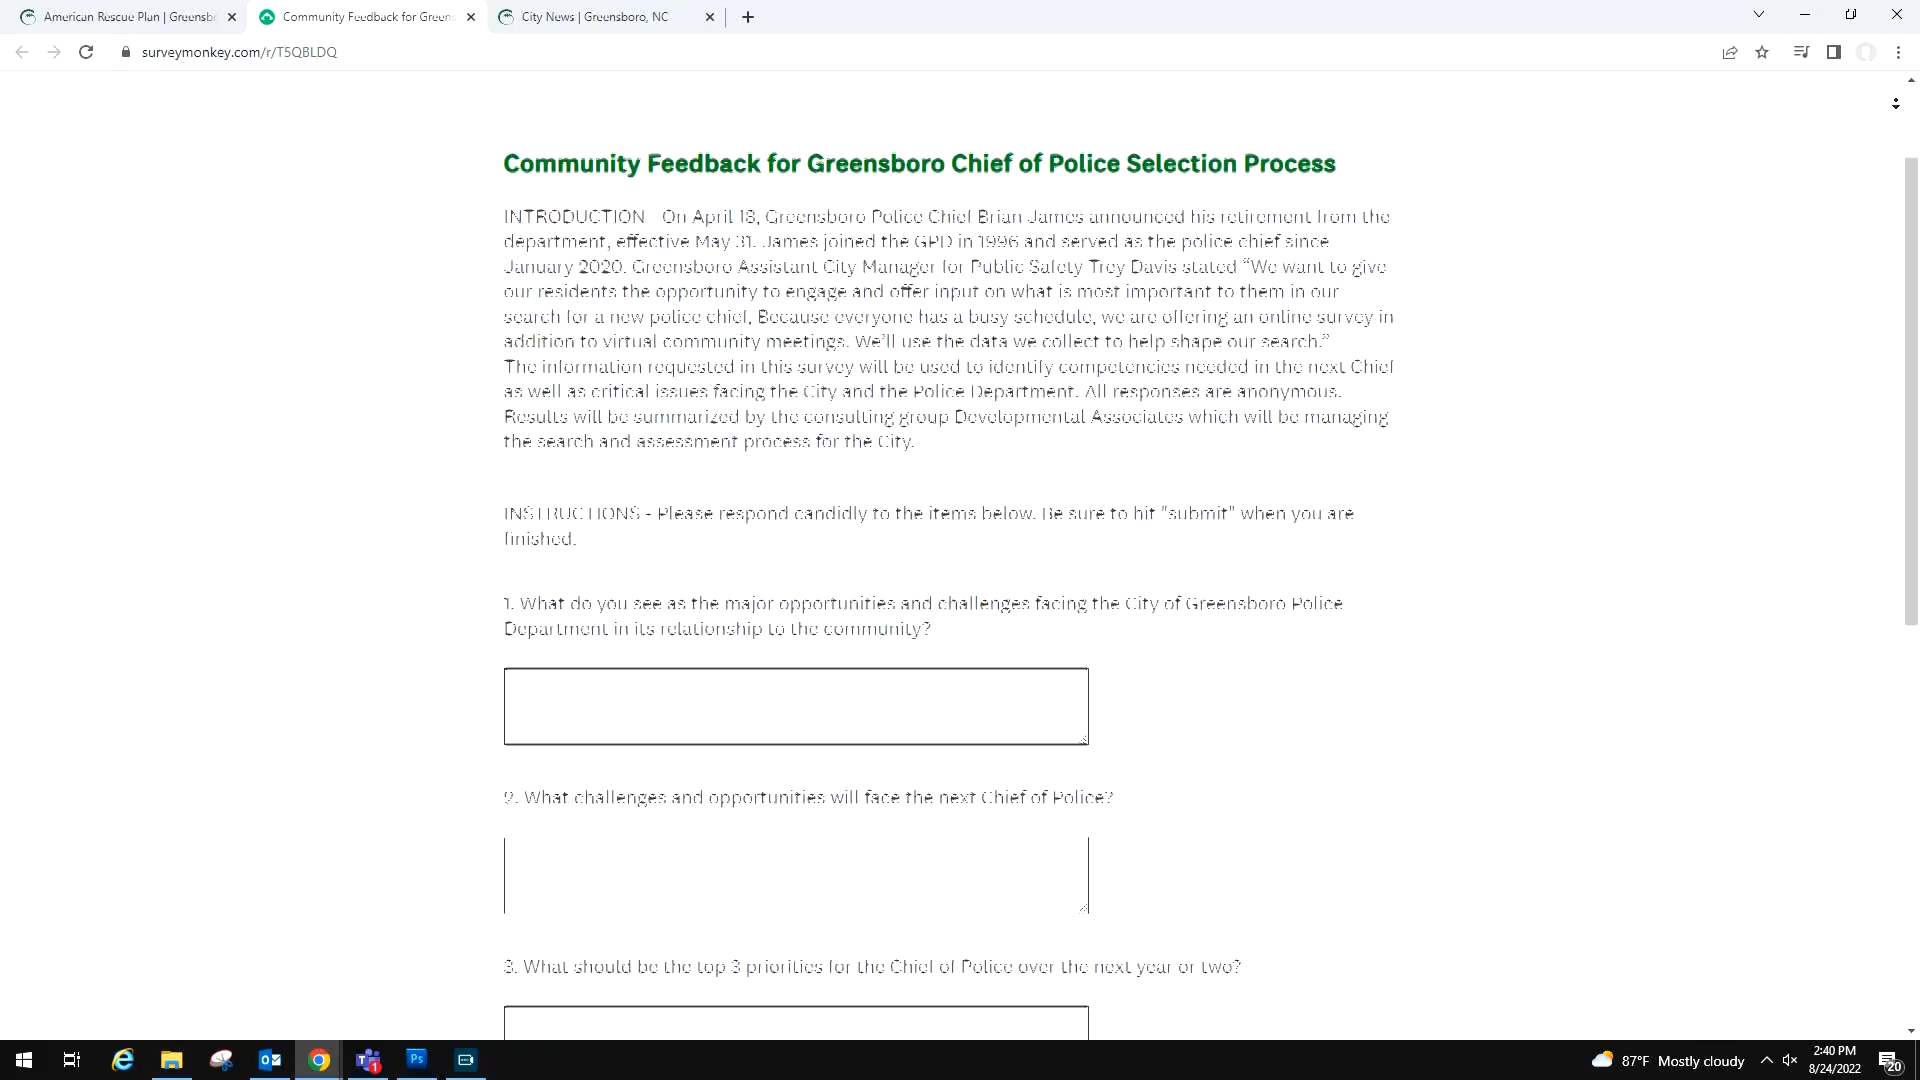 American Rescue Plan | Greensb
Community Feedback for Green
City News | Greensboro, NC
surveymonkey.com/r/T5QBLDQ
Community Feedback for Greensboro Chief of Police Selection Process
INTRODUCTION - On April 18, Greensboro Police Chief Brian James announced his retirement from the
department, effective May 31. James joined the GPD in 1996 and served as the police chief since
January 2020. Greensboro Assistant City Manager for Public Safety Trey Davis stated “We want to give
our residents the opportunity to engage and offer input on what is most important to them in our
search for a new police chief, Because everyone has a busy schedule, we are offering an online survey in
addition to virtual community meetings. We’ll use the data we collect to help shape our search.”
The information requested in this survey will be used to identify competencies needed in the next Chief
as well as critical issues facing the City and the Police Department. All responses are anonymous.
Results will be summarized by the consulting group Developmental Associates which will be managing
the search and assessment process for the City.
INSTRUCTIONS - Please respond candidly to the items below. Be sure to hit "submit" when you are
finished.
1. What do you see as the major opportunities and challenges facing the City of Greensboro Police
Department in its relationship to the community?
2. What challenges and opportunities will face the next Chief of Police?
3. What should be the top 3 priorities for the Chief of Police over the next year or two?
87°F Mostly cloudy
2:40 PM
8/24/2022
20
Ps
1